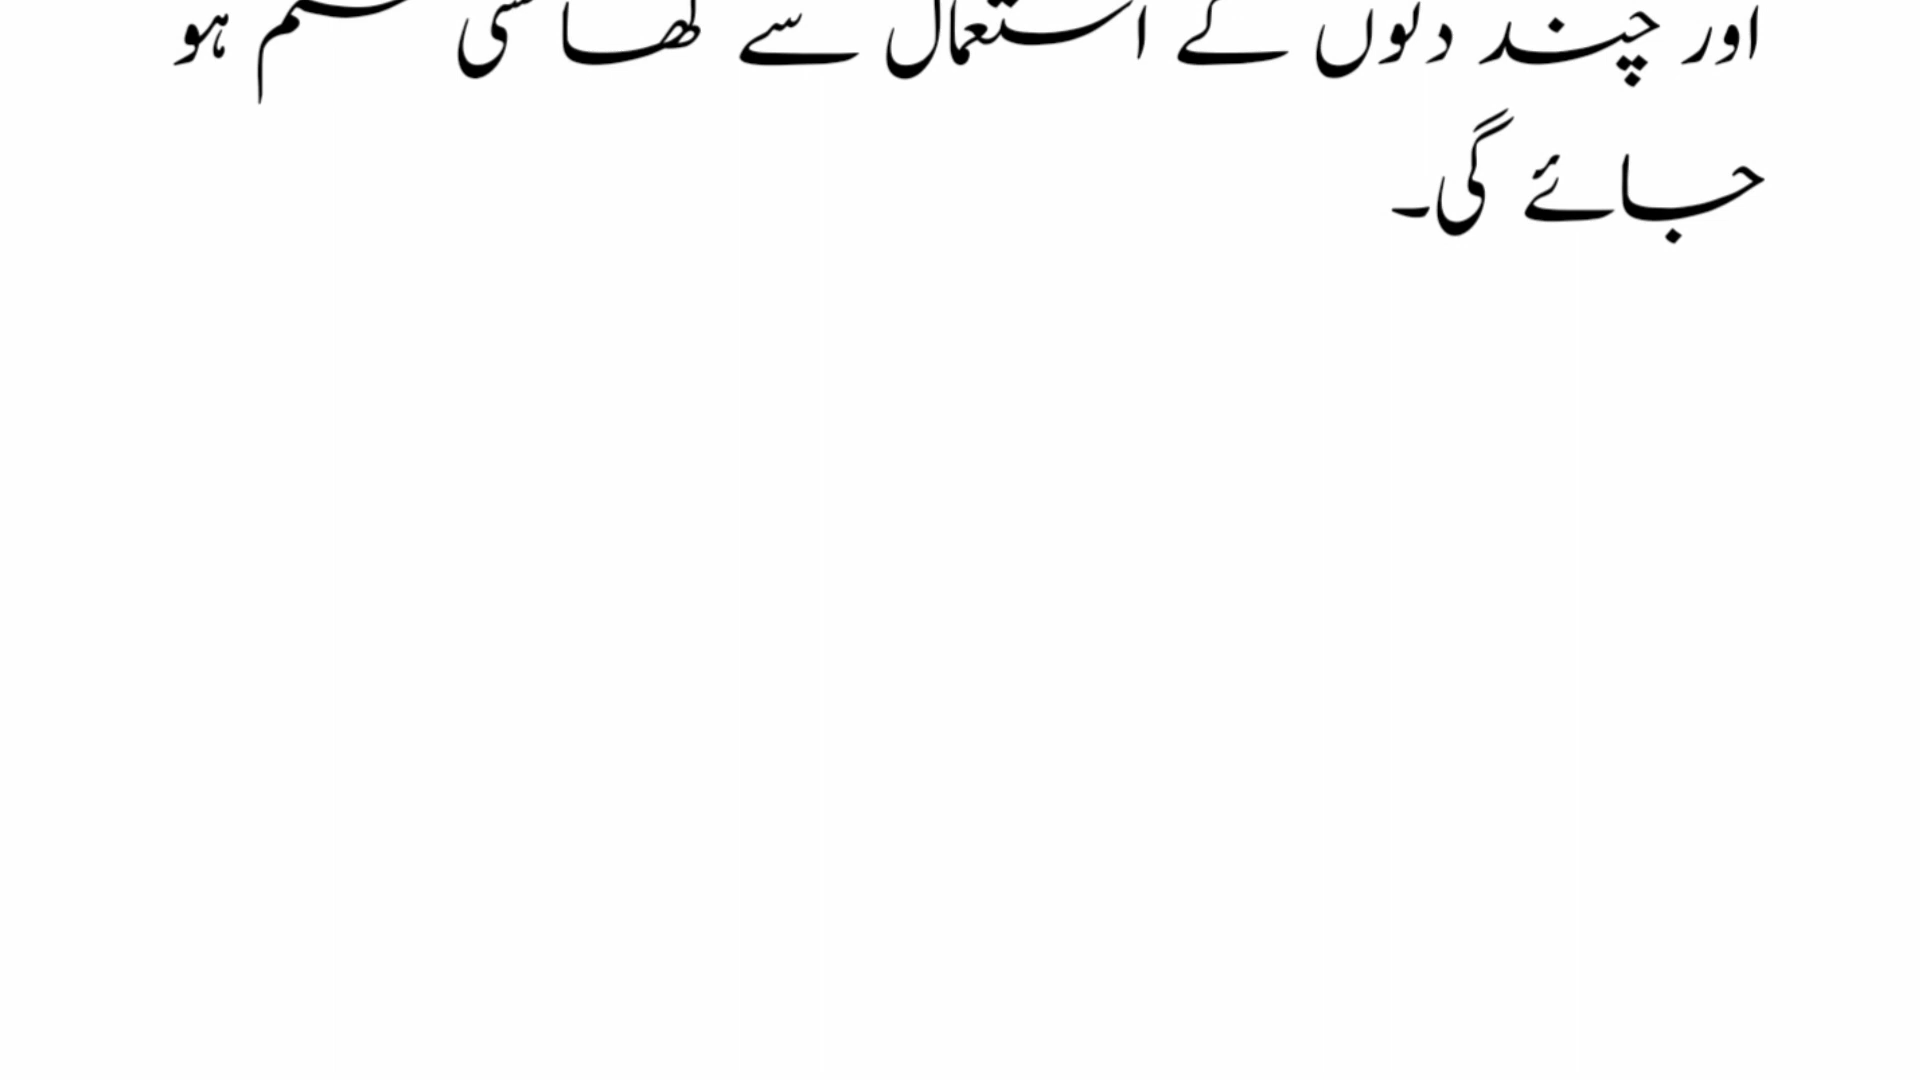 اور چند دنوں کے استعمال سے کھانسی ختم ہو
جائے گی۔